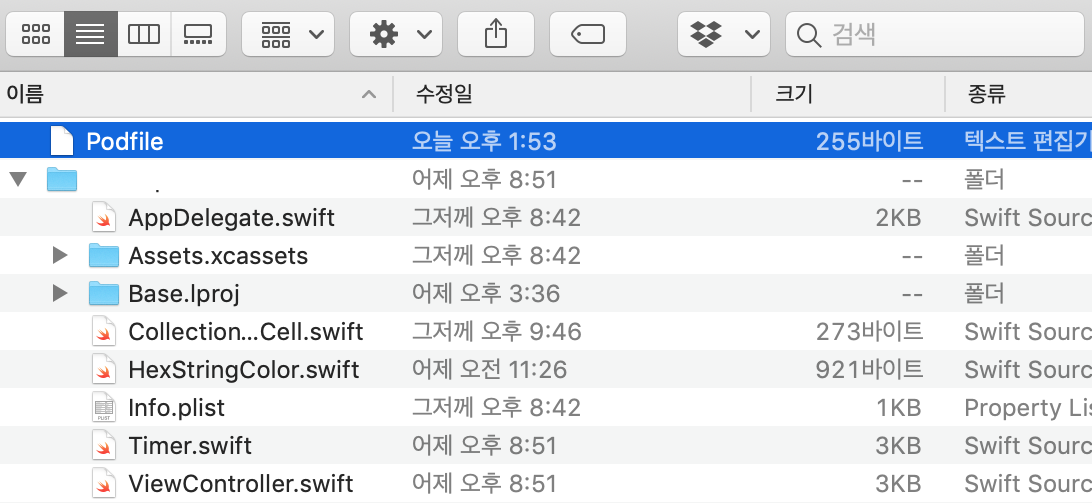 검색
이름 수정일 크기 종류
Podfile 오늘 오후 1:53 255바이트 텍스트 편집기
어제 오후 8:51 -- 폴더
AppDelegate.swift 그저께 오후 8:42 2KB Swift Sourc
Assets.xcassets 그저께 오후 8:42 -- 폴더
Base.lproj 어제 오후 3:36 -- 폴더
Collection...Cell.swift 그저께 오후 9:46 273바이트 Swift Sourc
HexStringColor.swift 어제 오전 11:26 921바이트 Swift Sourc
Info.plist 그저께 오후 8:42 1KB Property Lis
Timer.swift 어제 오후 8:51 3KB Swift Sourc
ViewController.swift 어제 오후 8:51 3KB Swift Sourc